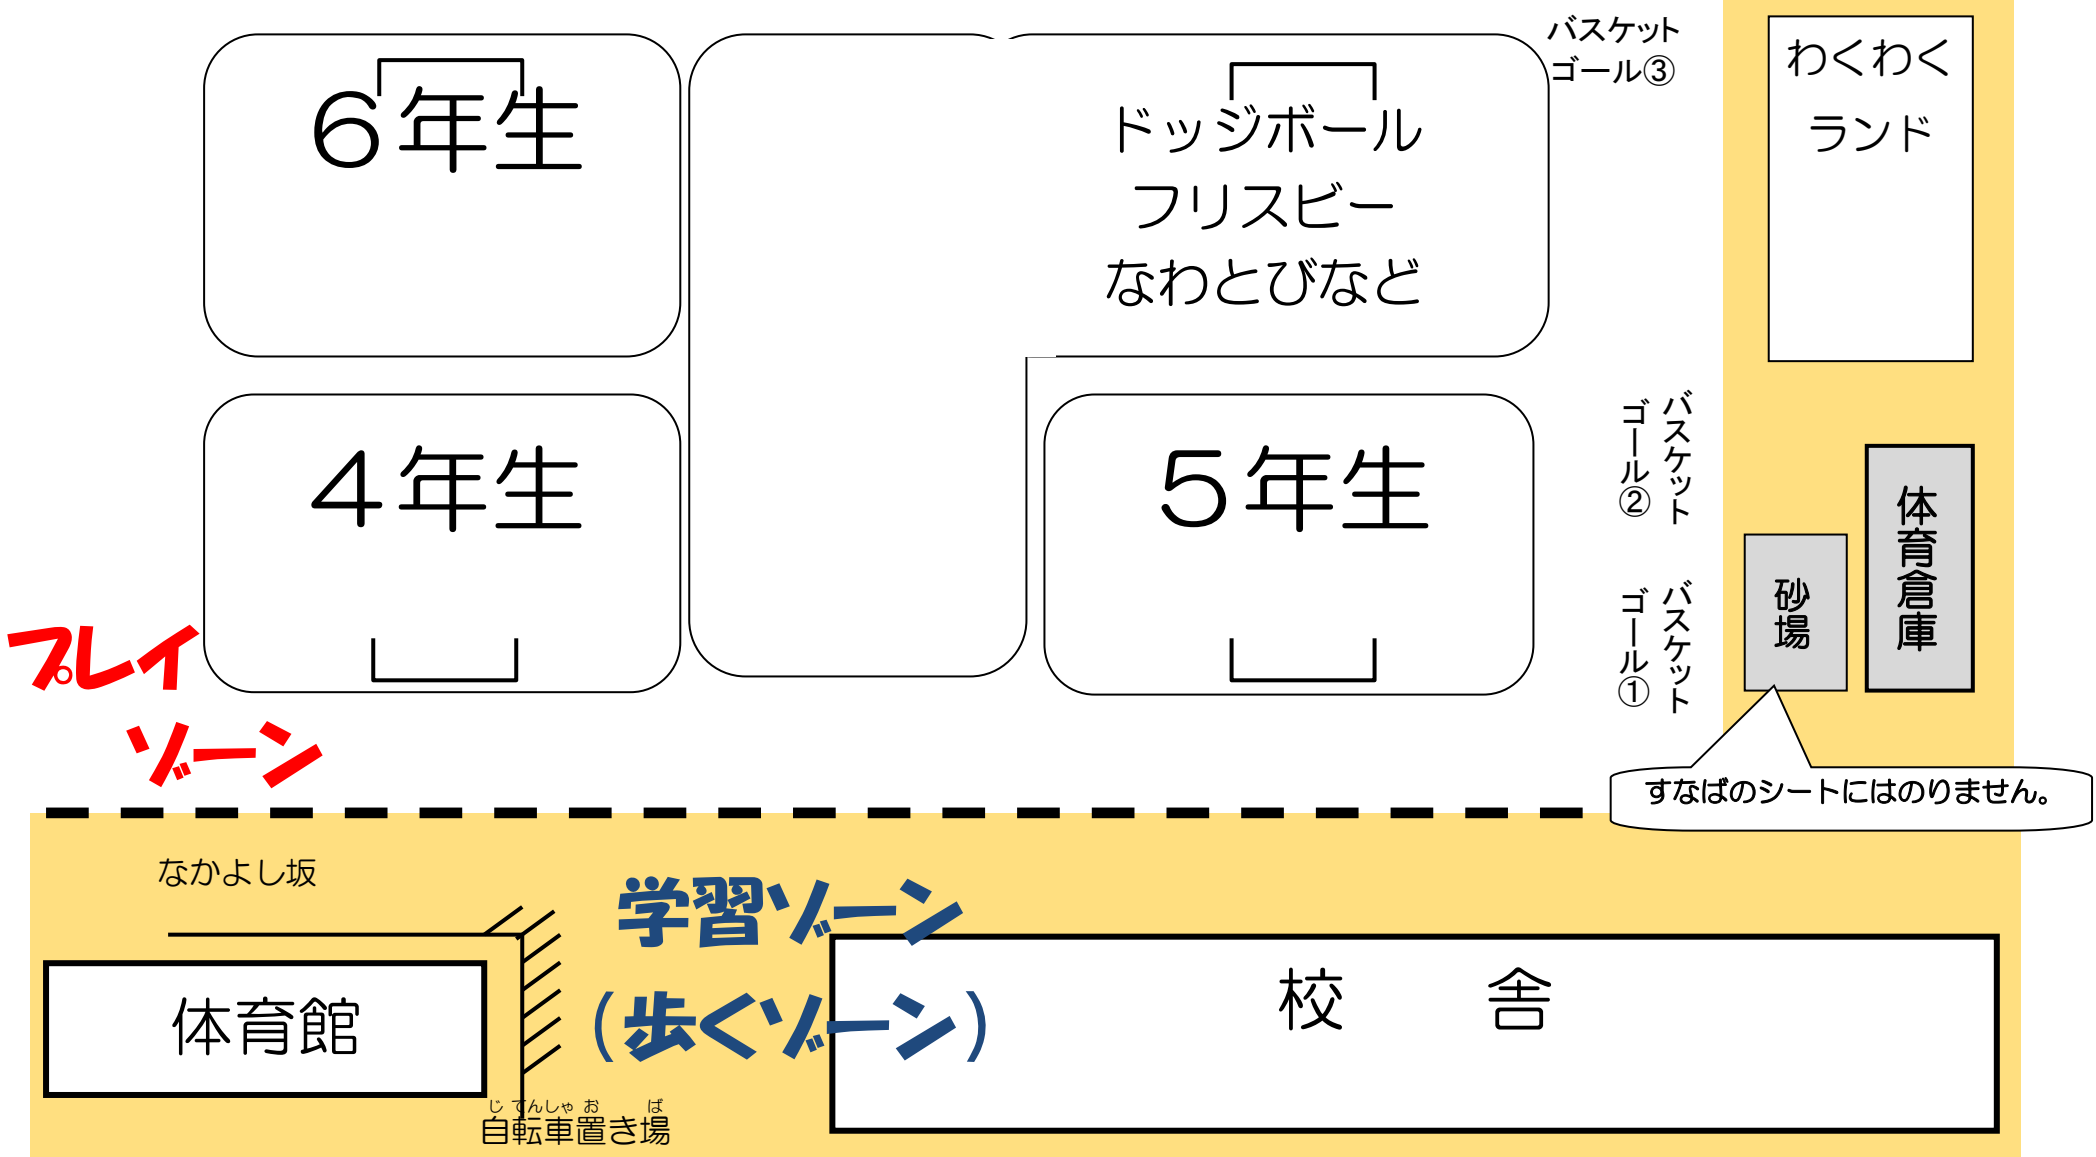 バスケット
ゴール③
わくわく
ランド
６年生
ドッジボール
フリスビー
なわとびなど
４年生
５年生
バスケット
ゴール②
バスケット
ゴール①
体育倉庫
砂場
プレイ
ゾーン
すなばのシートにはのりません。
なかよし坂
学習ゾーン
（歩くゾーン）
体育館
校　　舎
じてんしゃおば
自転車置き場